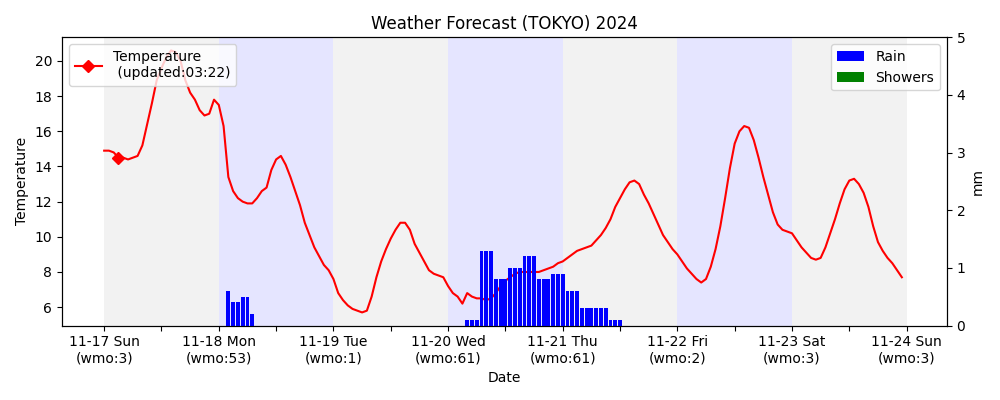 Weather Forecast (TOKYO) 2024
Temperature
(updated:03:22)
Rain
Showers
20
18
16
14
12
10
8
6
Temperature
5
4
3
2
1
0
mm
11-17 Sun
(wmo:3)
11-18 Mon
(wmo:53)
11-19 Tue
(wmo:1)
11-20 Wed
(wmo:61)
11-21 Thu
(wmo:61)
11-22 Fri
(wmo:2)
11-23 Sat
(wmo:3)
11-24 Sun
(wmo:3)
Date